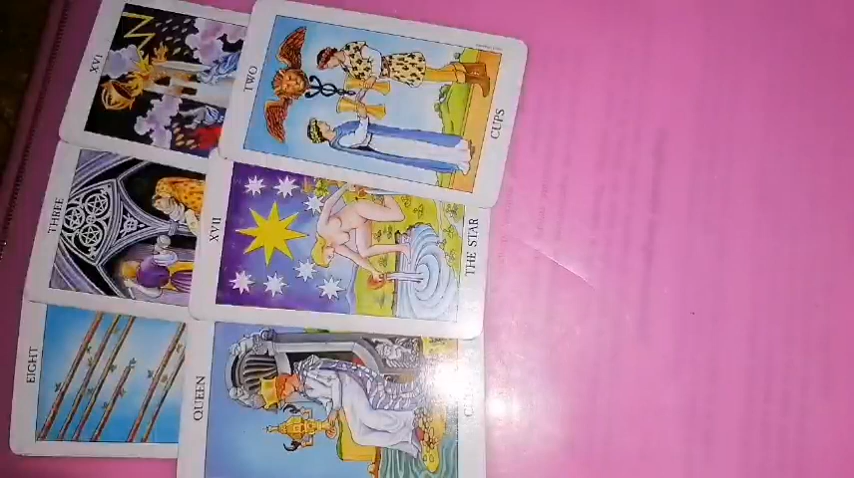 XVI
TWO
CUPS
THREE
XVII
THE STAR
EIGHT
QUEEN